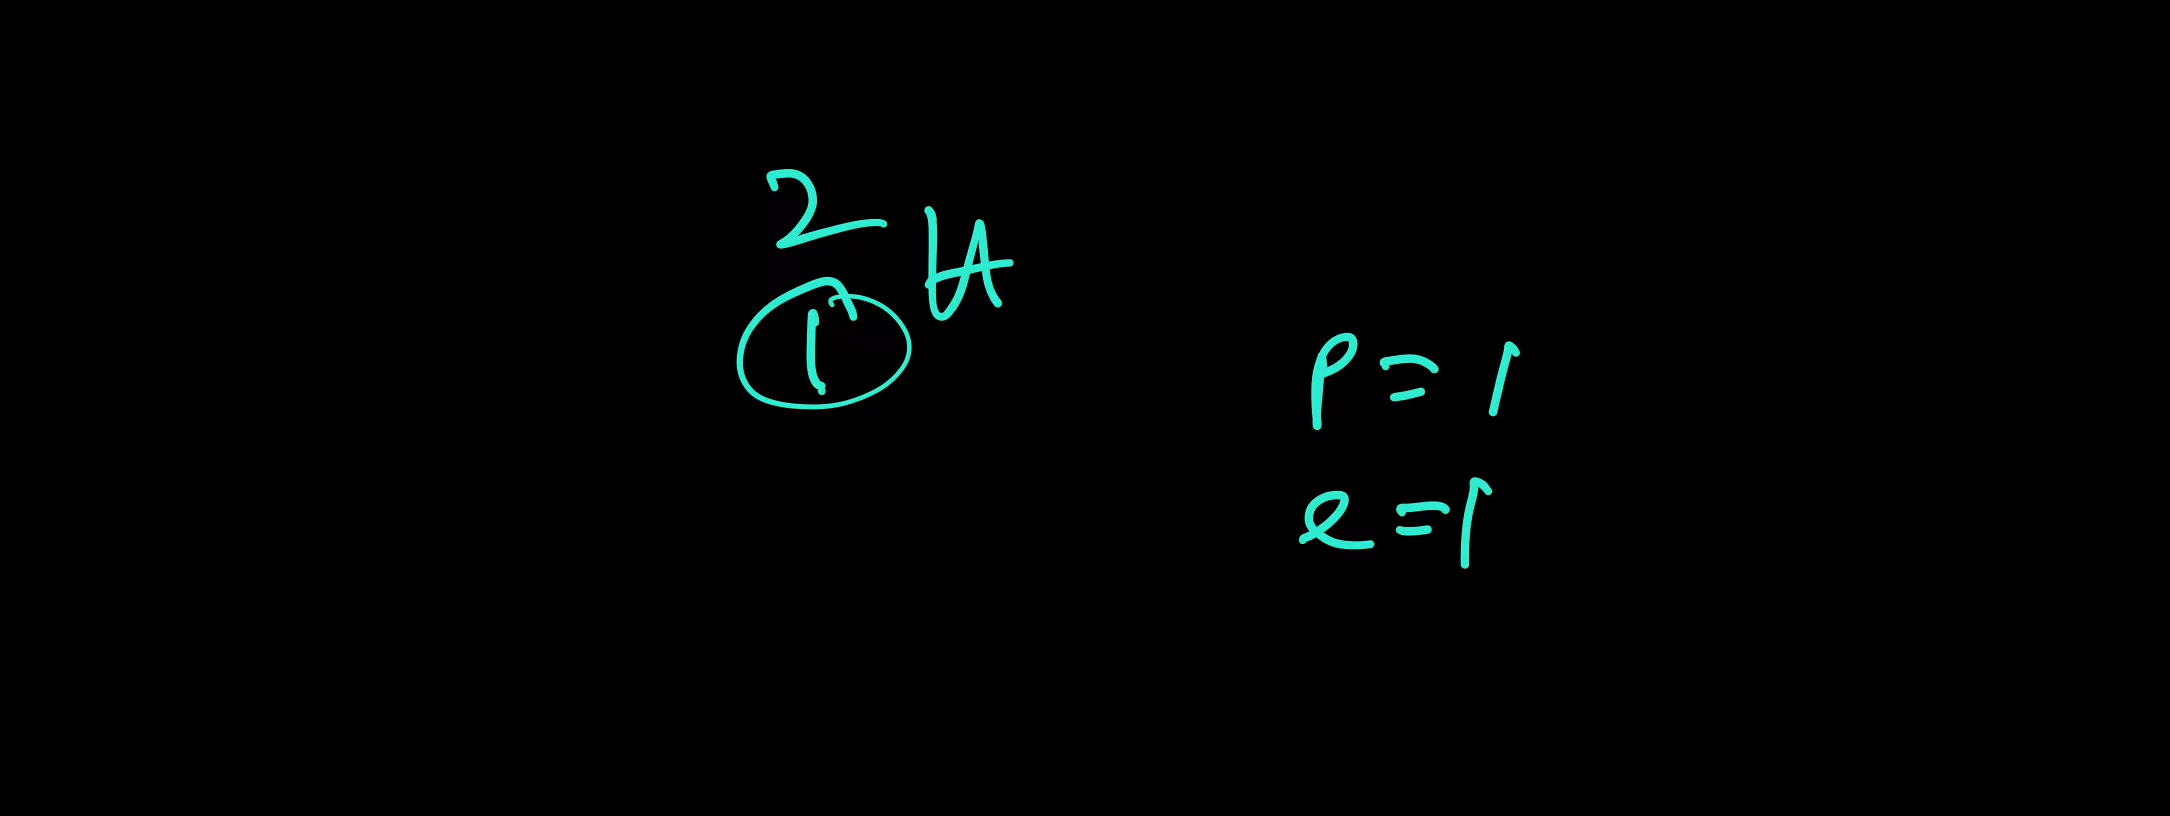 2
1 H
P = 1
e = 1